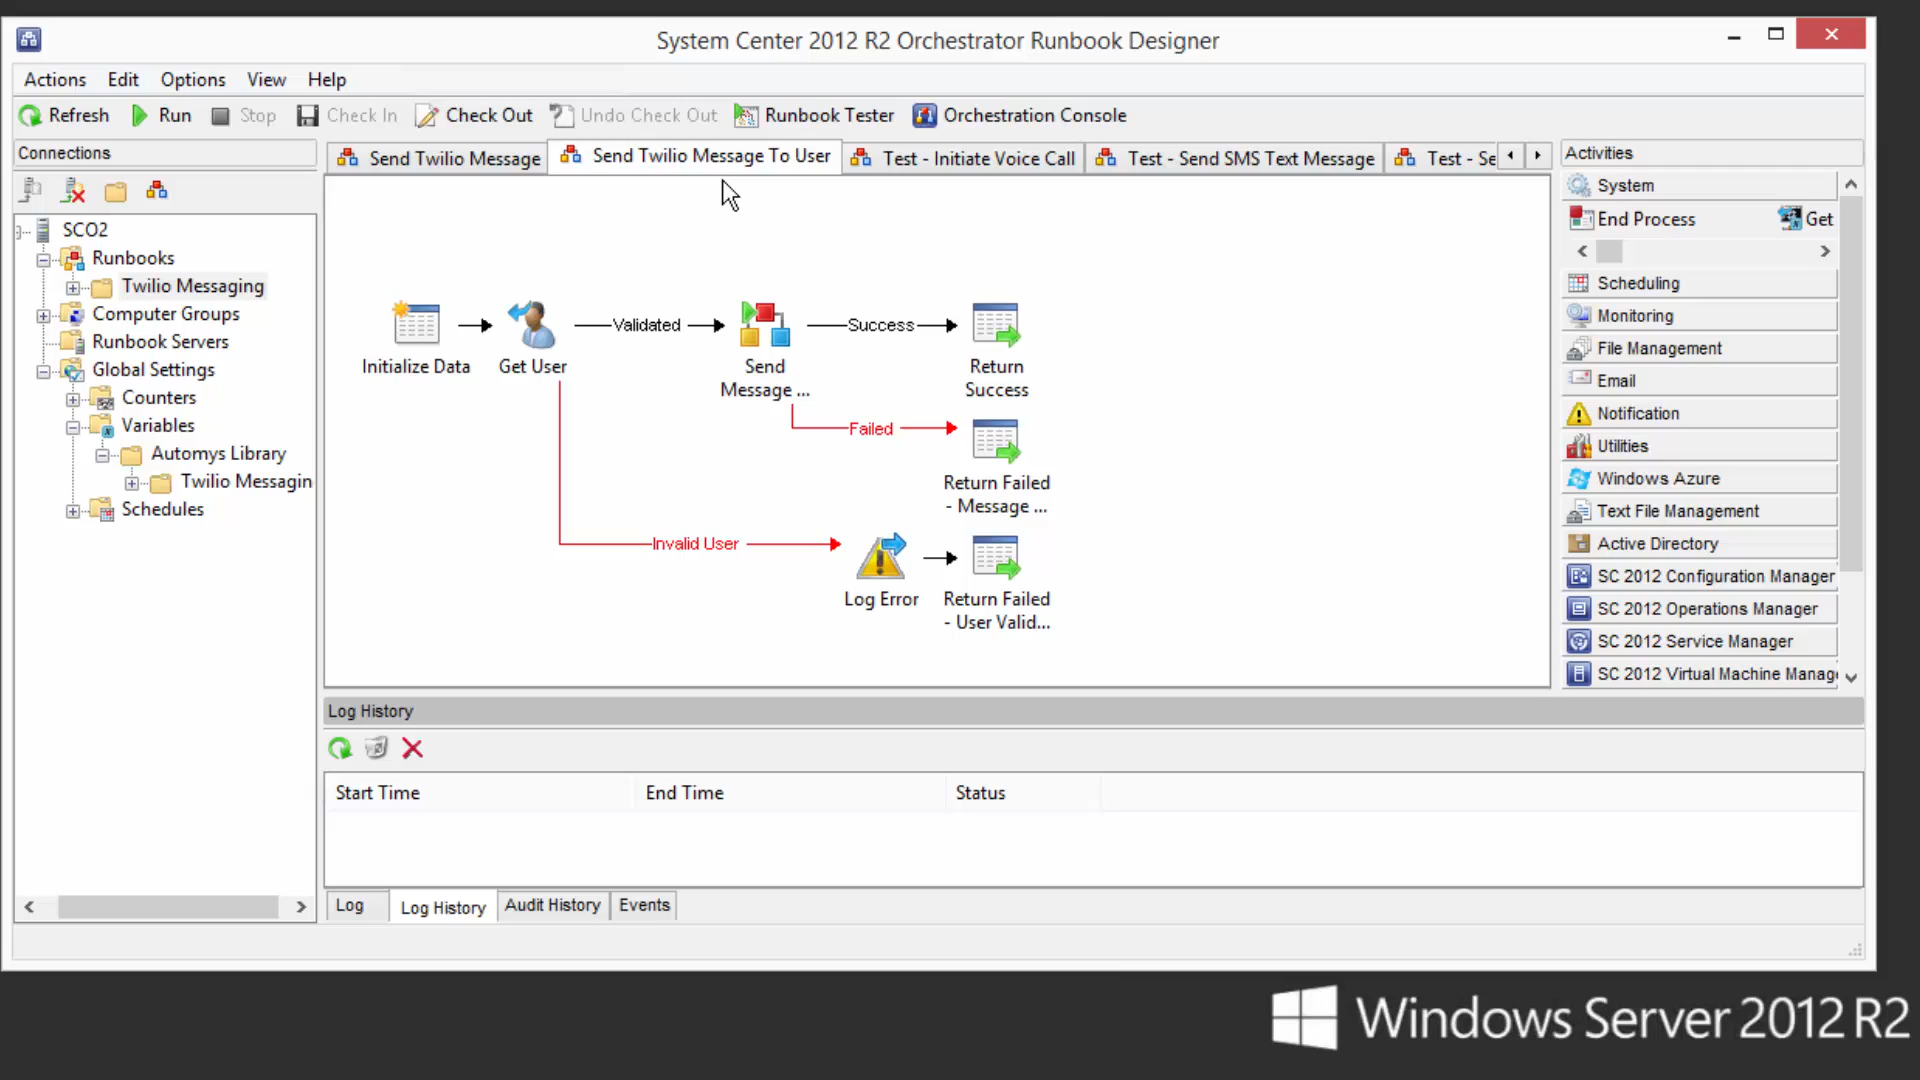 System Center 2012 R2 Orchestrator Runbook Designer
Actions Edit Options View Help
Refresh Run Stop Check In Check Out Undo Check Out Runbook Tester Orchestration Console
Connections
SCO2
Runbooks
Twilio Messaging
Computer Groups
Runbook Servers
Global Settings
Counters
Variables
Automys Library
Twilio Messagin
Schedules
Send Twilio Message Send Twilio Message To User Test - Initiate Voice Call Test - Send SMS Text Message Test - Se
Initialize Data
Get User
Validated
Send
Message ...
Success
Return
Success
Failed
Return Failed
- Message ...
Invalid User
Log Error
Return Failed
- User Valid...
Activities
System
End Process Get
Scheduling
Monitoring
File Management
Email
Notification
Utilities
Windows Azure
Text File Management
Active Directory
SC 2012 Configuration Manager
SC 2012 Operations Manager
SC 2012 Service Manager
SC 2012 Virtual Machine Manag
Log History
Start Time End Time Status
Log Log History Audit History Events
Windows Server 2012 R2